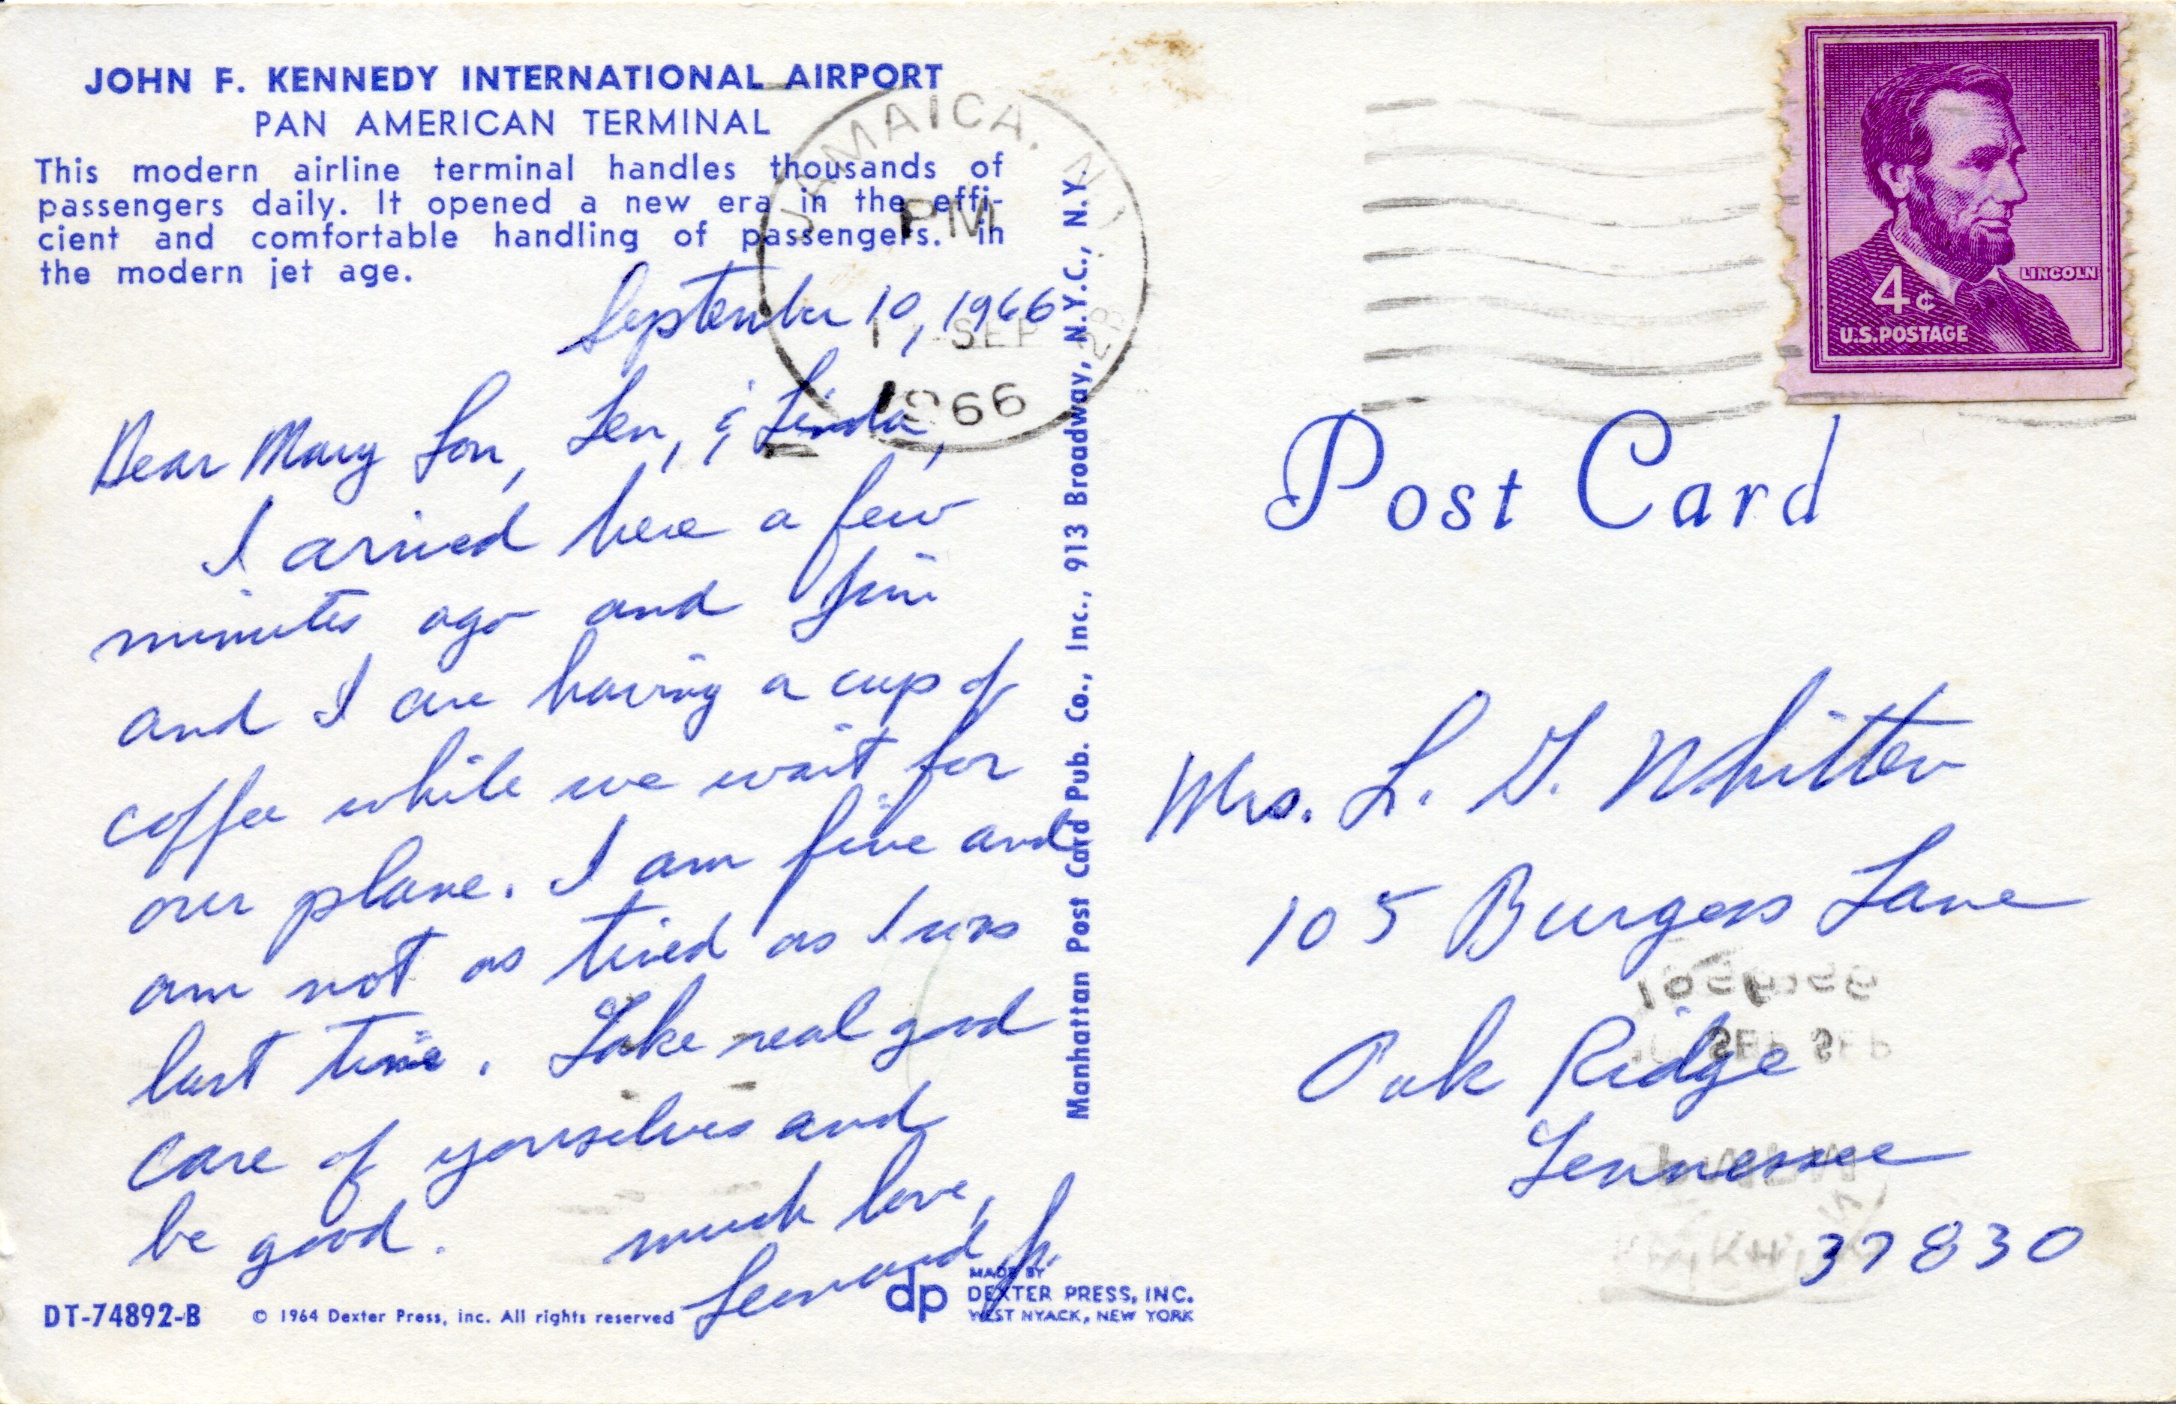 JOHN F. KENNEDY INTERNATIONAL AIRPORT
PAN AMERICAN TERMINAL
This modern airline terminal handles thousands of
passengers daily. It opened a new era in the effi-
cient and comfortable handling of passengers. in
the modern jet age.
September 10, 1966
Dear Mary Lou, Len, & Linda,
I arrived here a few
minutes ago and Jim
and I are having a cup of
coffee while we wait for
our plane. I am fine and
am not as tired as I was
last time. Take real good
care of yourselves and
be good.
much love,
Leonard Jr.
DT-74892-B
© 1964 Dexter Press, inc. All rights reserved
dp
MADE BY
DEXTER PRESS, INC.
WEST NYACK, NEW YORK
Manhattan Post Card Pub. Co., Inc., 913 Broadway, N.Y.C., N.Y.
JAMAICA, N.Y.
PM
SEP
1966
LINCOLN
4¢
U.S. POSTAGE
Post Card
Mrs. L. G. Whitten
105 Burgess Lane
Oak Ridge
Tennessee
37830